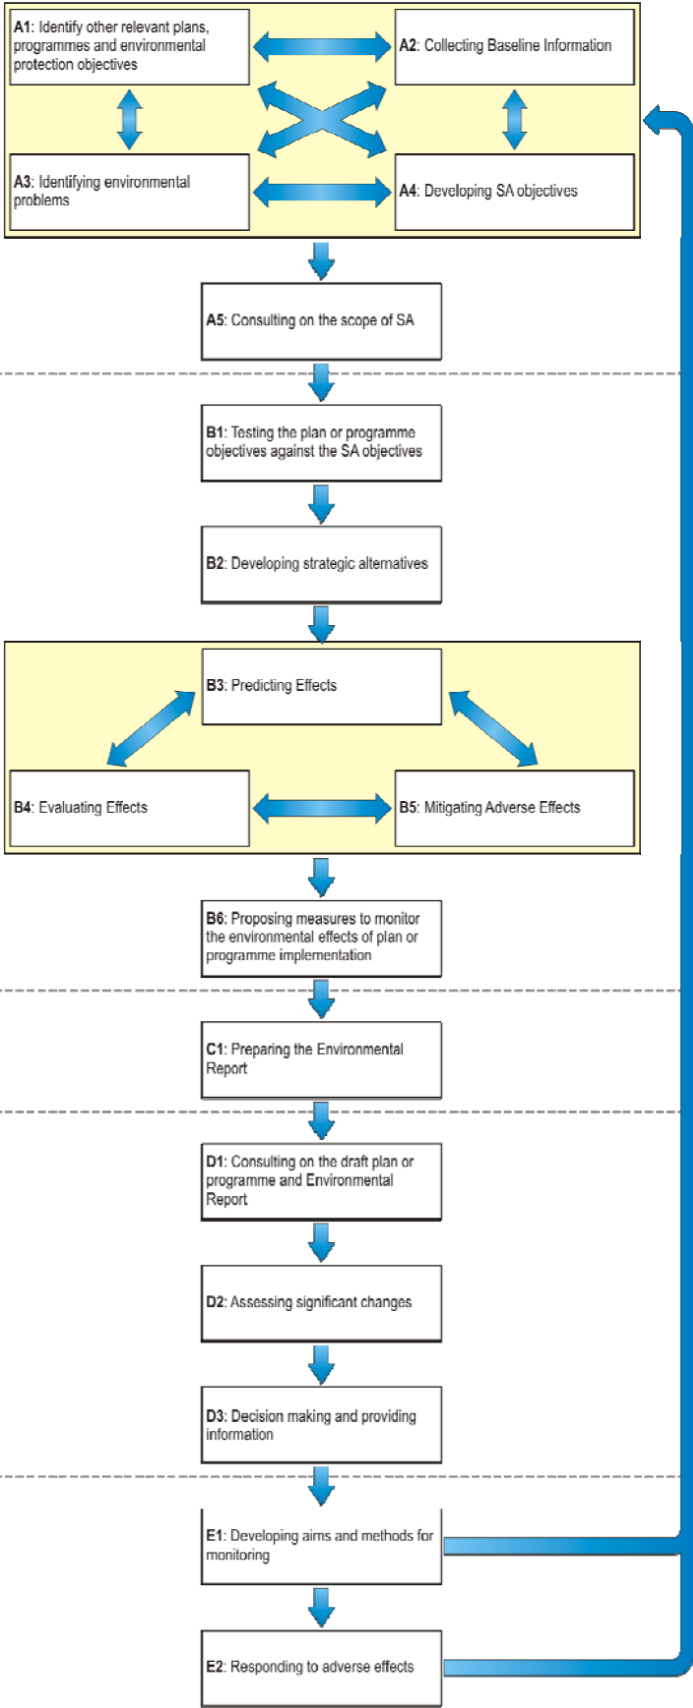 A1: Identify other relevant plans,
programmes and environmental
protection objectives
A2: Collecting Baseline Information
A3: Identifying environmental
problems
A4: Developing SA objectives
A5: Consulting on the scope of SA
B1: Testing the plan or programme
objectives against the SA objectives
B2: Developing strategic alternatives
B3: Predicting Effects
B4: Evaluating Effects
B5: Mitigating Adverse Effects
B6: Proposing measures to monitor
the environmental effects of plan or
programme implementation
C1: Preparing the Environmental
Report
D1: Consulting on the draft plan or
programme and Environmental
Report
D2: Assessing significant changes
D3: Decision making and providing
information
E1: Developing aims and methods for
monitoring
E2: Responding to adverse effects